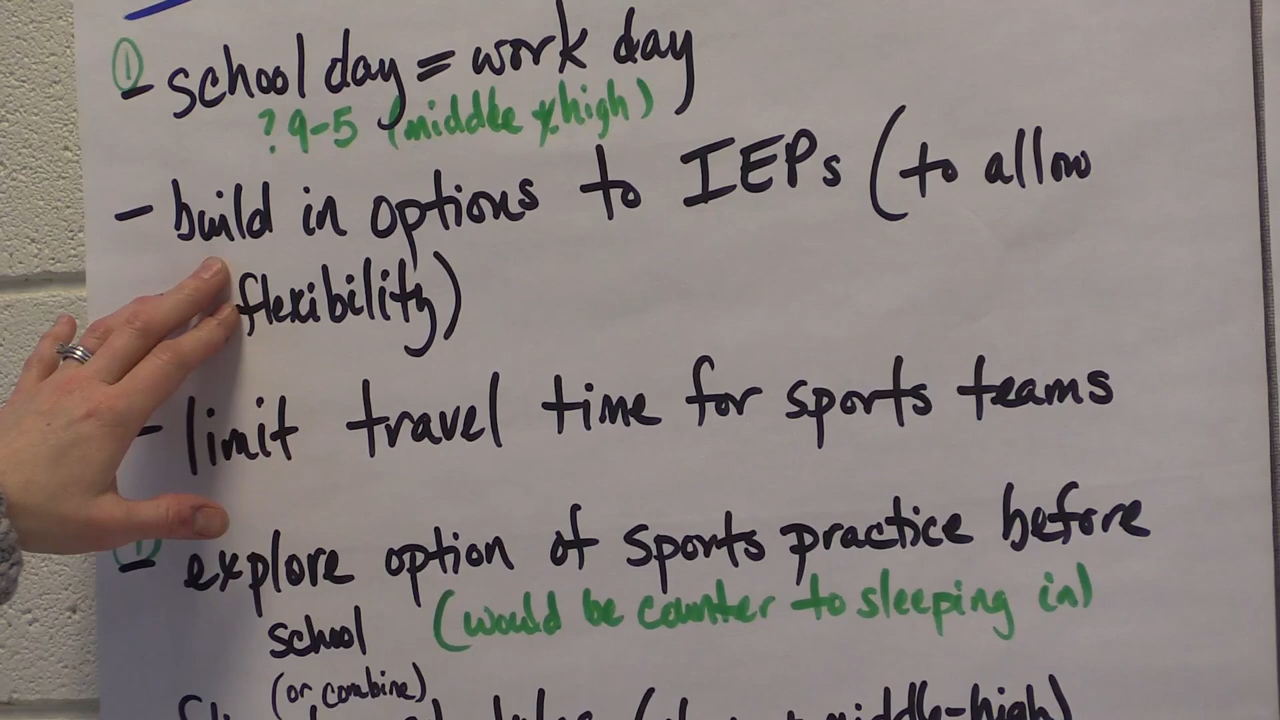 ① - school day = work day
? 9-5 (middle & high)
- build in options to IEPs (to allow
flexibility)
- limit travel time for sports teams
① - explore option of sports practice before
school (would be counter to sleeping in)
(or combine)
middle-high)